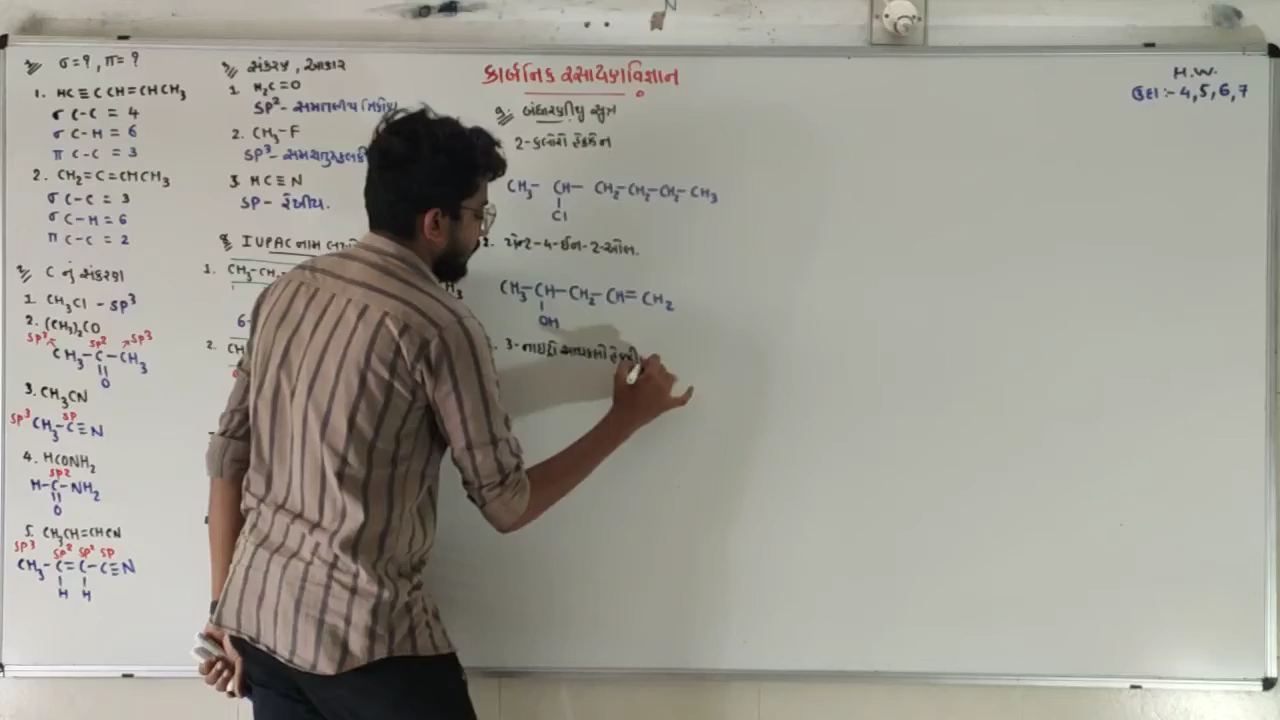 કાર્બનિક રસાયણવિજ્ઞાન
H.W.
ઉદા :- 4, 5, 6, 7
σ = ? , π = ?
1. HC ≡ C CH = CHCH₃
σ C-C = 4
σ C-H = 6
π C-C = 3
2. CH₂=C=CHCH₃
σ C-C = 3
σ C-H = 6
π C-C = 2
C નું સંકરણ
1. CH₃Cl - SP³
2. (CH₃)₂CO
SP³ SP² SP³
CH₃-C-CH₃
O
3. CH₃CN
SP³ SP
CH₃-C≡N
4. HCONH₂
SP²
H-C-NH₂
O
5. CH₃CH=CHCN
SP³ SP² SP² SP
CH₃-C=C-C≡N
H H
સંકરણ , આકાર
1. H₂C=O
SP² - સમતલીય
2. CH₃-F
SP³ -
3. HC≡N
SP - રેખીય.
IUPAC નામ
1. CH₃-CH
6-
2. CH
બંધારણીય સુત્ર
2-ક્લોરો હેક્ઝેન
CH₃- CH- CH₂-CH₂-CH₂-CH₃
Cl
2. પેન્ટ-4-ઈન-2-ઓલ.
CH₃-CH-CH₂-CH=CH₂
OH
3-નાઇટ્રો સાયક્લો